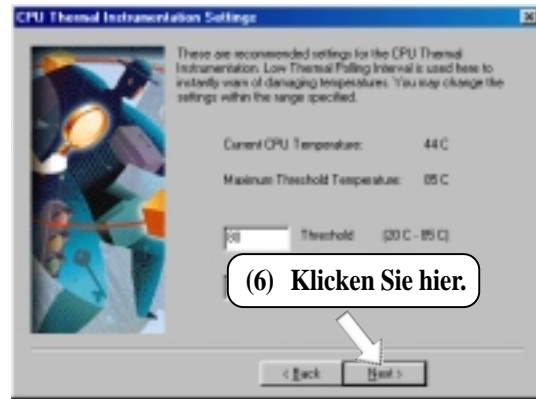 CPU Thermal Instrumentation Settings
These are recommended settings for the CPU Thermal
Instrumentation. Low Thermal Polling Interval is used here to
instantly warn of damaging temperatures. You may change the
settings within the range specified.
Current CPU Temperature: 44 C
Maximum Threshold Temperature: 85 C
Threshold (20 C - 85 C)
(6) Klicken Sie hier.
< Back Next >